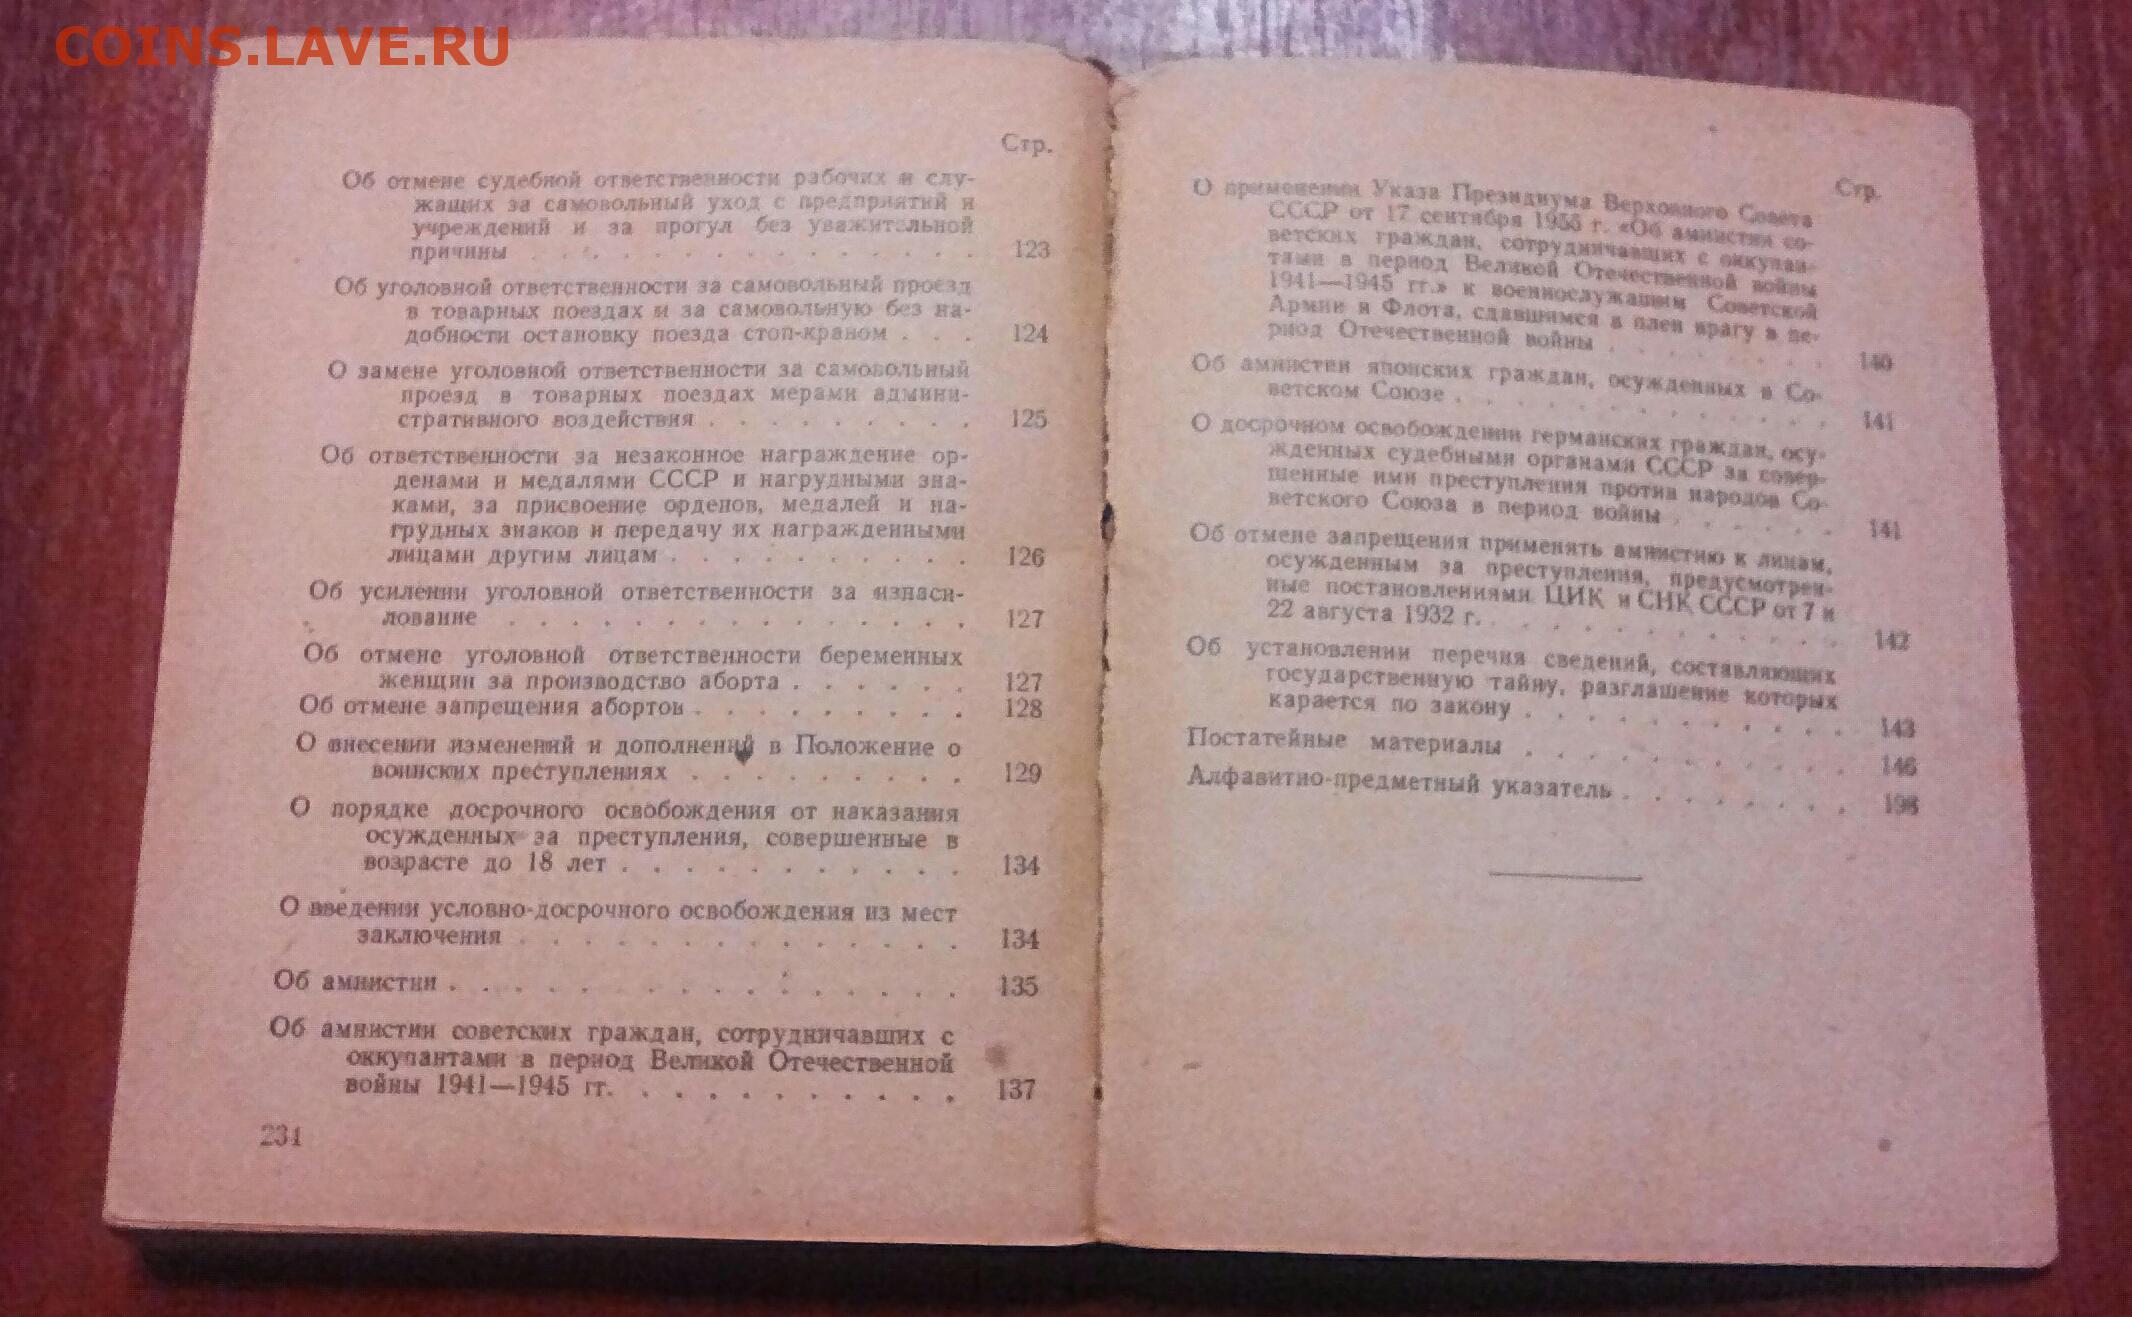 COINS.LAVE.RU
Стр.
Об отмене судебной ответственности рабочих и слу-
жащих за самовольный уход с предприятий и
учреждений и за прогул без уважительной
причины . . . . . . . . . . . . . . 123
Об уголовной ответственности за самовольный проезд
в товарных поездах и за самовольную без на-
добности остановку поезда стоп-краном . . . 124
О замене уголовной ответственности за самовольный
проезд в товарных поездах мерами админи-
стративного воздействия . . . . . . . . . 125
Об ответственности за незаконное награждение ор-
денами и медалями СССР и нагрудными зна-
ками, за присвоение орденов, медалей и на-
грудных знаков и передачу их награжденными
лицами другим лицам . . . . . . . . . . 126
Об усилении уголовной ответственности за изнаси-
лование . . . . . . . . . . . . . . . 127
Об отмене уголовной ответственности беременных
женщин за производство аборта . . . . . . 127
Об отмене запрещения абортов . . . . . . . . . 128
О внесении изменений и дополнений в Положение о
воинских преступлениях . . . . . . . . . 129
О порядке досрочного освобождения от наказания
осужденных за преступления, совершенные в
возрасте до 18 лет . . . . . . . . . . . 134
О введении условно-досрочного освобождения из мест
заключения . . . . . . . . . . . . . . 134
Об амнистии . . . . . . . . . . . . . . . . 135
Об амнистии советских граждан, сотрудничавших с
оккупантами в период Великой Отечественной
войны 1941—1945 гг. . . . . . . . . . . . 137
231
Стр.
О применении Указа Президиума Верховного Совета
СССР от 17 сентября 1955 г. «Об амнистии со-
ветских граждан, сотрудничавших с оккупан-
тами в период Великой Отечественной войны
1941—1945 гг.» к военнослужащим Советской
Армии и Флота, сдавшимся в плен врагу в пе-
риод Отечественной войны . . . . . . . . 140
Об амнистии японских граждан, осужденных в Со-
ветском Союзе . . . . . . . . . . . . 141
О досрочном освобождении германских граждан, осу-
жденных судебными органами СССР за совер-
шенные ими преступления против народов Со-
ветского Союза в период войны . . . . . . 141
Об отмене запрещения применять амнистию к лицам,
осужденным за преступления, предусмотрен-
ные постановлениями ЦИК и СНК СССР от 7 и
22 августа 1932 г. . . . . . . . . . . . 142
Об установлении перечня сведений, составляющих
государственную тайну, разглашение которых
карается по закону . . . . . . . . . . . 143
Постатейные материалы . . . . . . . . . . . 146
Алфавитно-предметный указатель . . . . . . . . 198